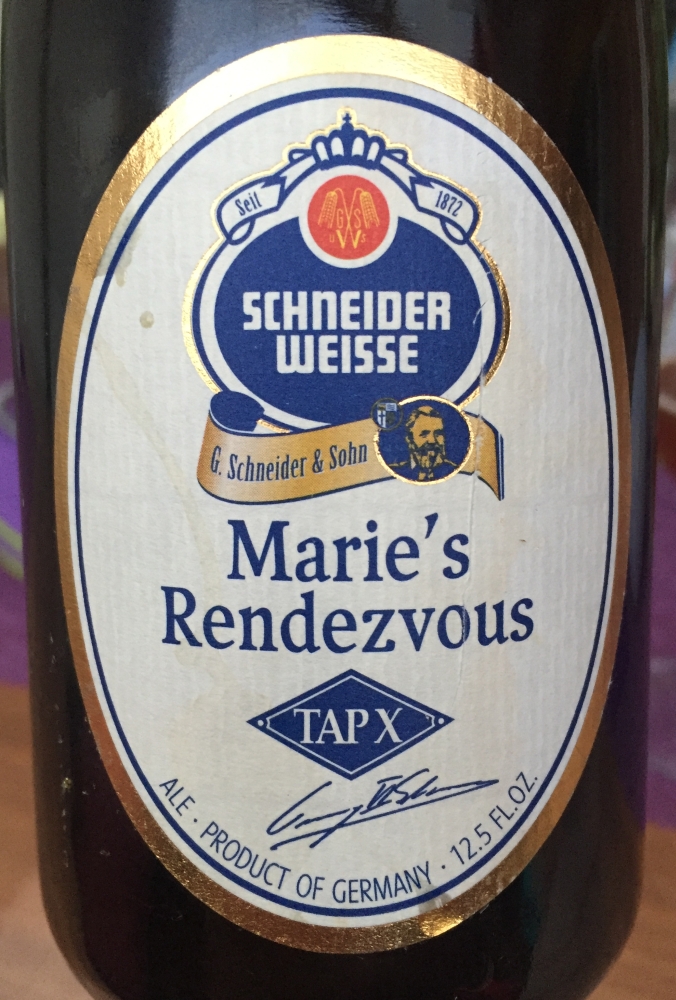 Seit 1872
G S
SCHNEIDER
WEISSE
G. Schneider & Sohn
Marie's
Rendezvous
TAP X
ALE · PRODUCT OF GERMANY · 12.5 FL.OZ.